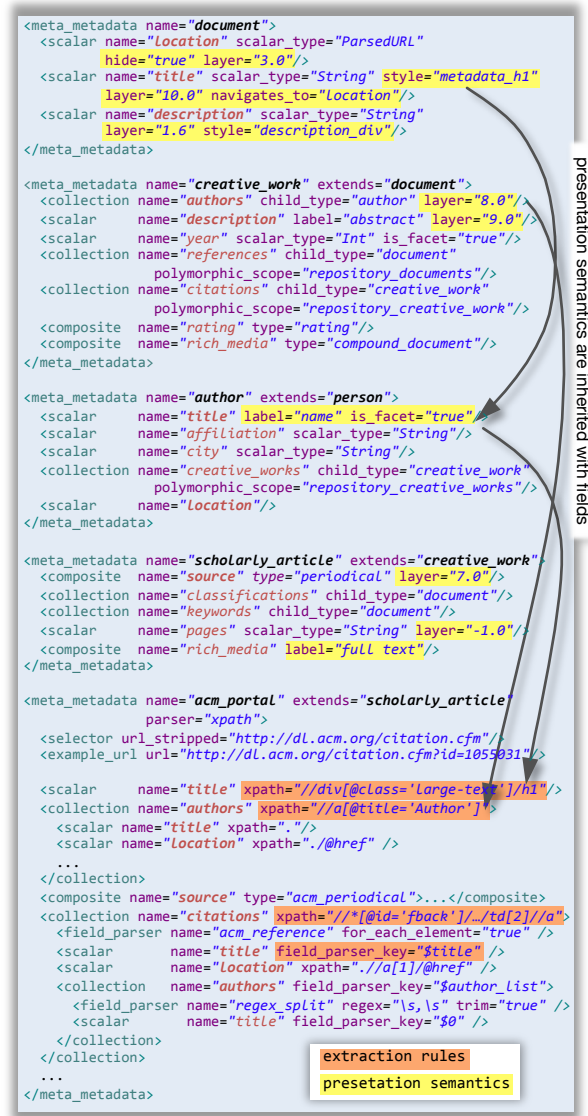 <meta_metadata name="document">
<scalar name="location" scalar_type="ParsedURL"
hide="true" layer="3.0"/>
<scalar name="title" scalar_type="String" style="metadata_h1"
layer="10.0" navigates_to="location"/>
<scalar name="description" scalar_type="String"
layer="1.6" style="description_div"/>
</meta_metadata>
<meta_metadata name="creative_work" extends="document">
<collection name="authors" child_type="author" layer="8.0"/>
<scalar name="description" label="abstract" layer="9.0"/>
<scalar name="year" scalar_type="Int" is_facet="true"/>
<collection name="references" child_type="document"
polymorphic_scope="repository_documents"/>
<collection name="citations" child_type="creative_work"
polymorphic_scope="repository_creative_work"/>
<composite name="rating" type="rating"/>
<composite name="rich_media" type="compound_document"/>
</meta_metadata>
<meta_metadata name="author" extends="person">
<scalar name="title" label="name" is_facet="true"/>
<scalar name="affiliation" scalar_type="String"/>
<scalar name="city" scalar_type="String"/>
<collection name="creative_works" child_type="creative_work"
polymorphic_scope="repository_creative_works"/>
<scalar name="location"/>
</meta_metadata>
<meta_metadata name="scholarly_article" extends="creative_work">
<composite name="source" type="periodical" layer="7.0"/>
<collection name="classifications" child_type="document"/>
<collection name="keywords" child_type="document"/>
<scalar name="pages" scalar_type="String" layer="-1.0"/>
<composite name="rich_media" label="full text"/>
</meta_metadata>
<meta_metadata name="acm_portal" extends="scholarly_article"
parser="xpath">
<selector url_stripped="http://dl.acm.org/citation.cfm"/>
<example_url url="http://dl.acm.org/citation.cfm?id=1055031"/>
<scalar name="title" xpath="//div[@class='large-text']/h1"/>
<collection name="authors" xpath="//a[@title='Author']">
<scalar name="title" xpath="."/>
<scalar name="location" xpath="./@href" />
...
</collection>
<composite name="source" type="acm_periodical">...</composite>
<collection name="citations" xpath="//*[@id='fback']/…/td[2]//a">
<field_parser name="acm_reference" for_each_element="true" />
<scalar name="title" field_parser_key="$title" />
<scalar name="location" xpath=".//a[1]/@href" />
<collection name="authors" field_parser_key="$author_list">
<field_parser name="regex_split" regex="\s,\s" trim="true" />
<scalar name="title" field_parser_key="$0" />
</collection>
</collection>
...
</meta_metadata>
extraction rules
presetation semantics
presentation semantics are inherited with fields